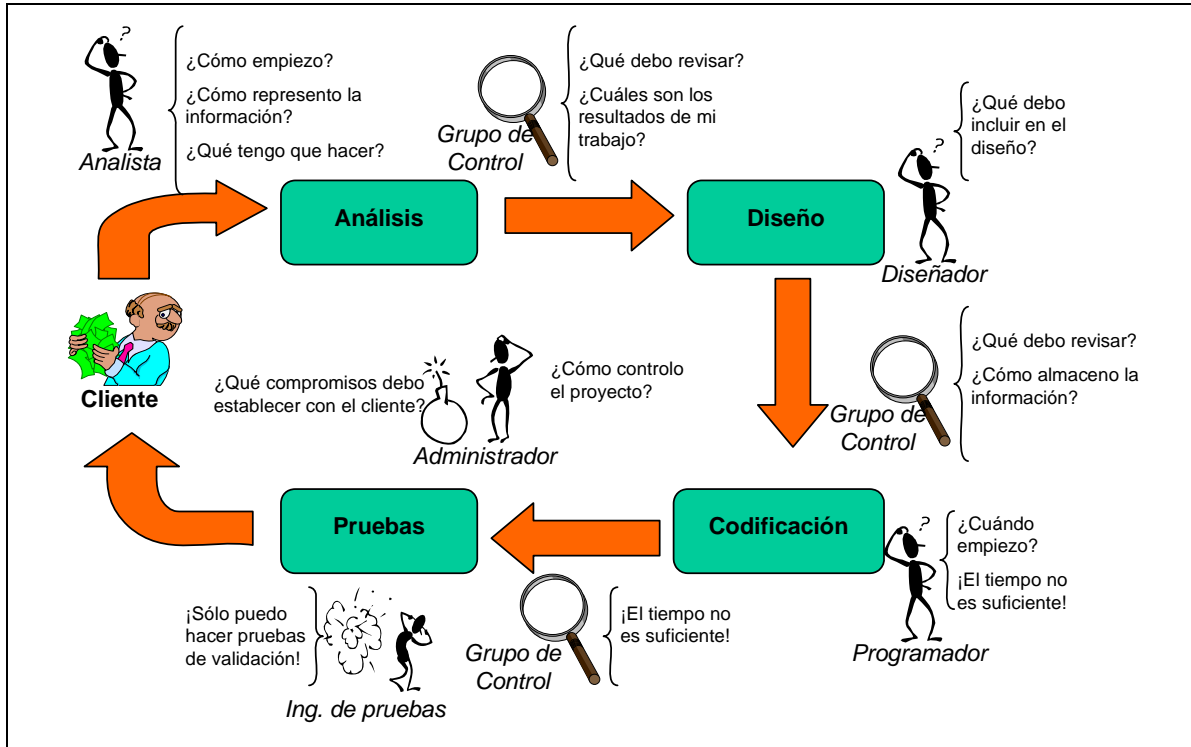 ¿Cómo empiezo?
¿Cómo represento la
información?
¿Qué tengo que hacer?
Analista
¿Qué debo revisar?
¿Cuáles son los
resultados de mi
trabajo?
Grupo de
Control
¿Qué debo
incluir en el
diseño?
Diseñador
Análisis
Diseño
Cliente
¿Qué compromisos debo
establecer con el cliente?
¿Cómo controlo
el proyecto?
Administrador
¿Qué debo revisar?
¿Cómo almaceno la
información?
Grupo de
Control
Pruebas
Codificación
¿Cuándo
empiezo?
¡El tiempo no
es suficiente!
Programador
¡Sólo puedo
hacer pruebas
de validación!
Ing. de pruebas
¡El tiempo no
es suficiente!
Grupo de
Control